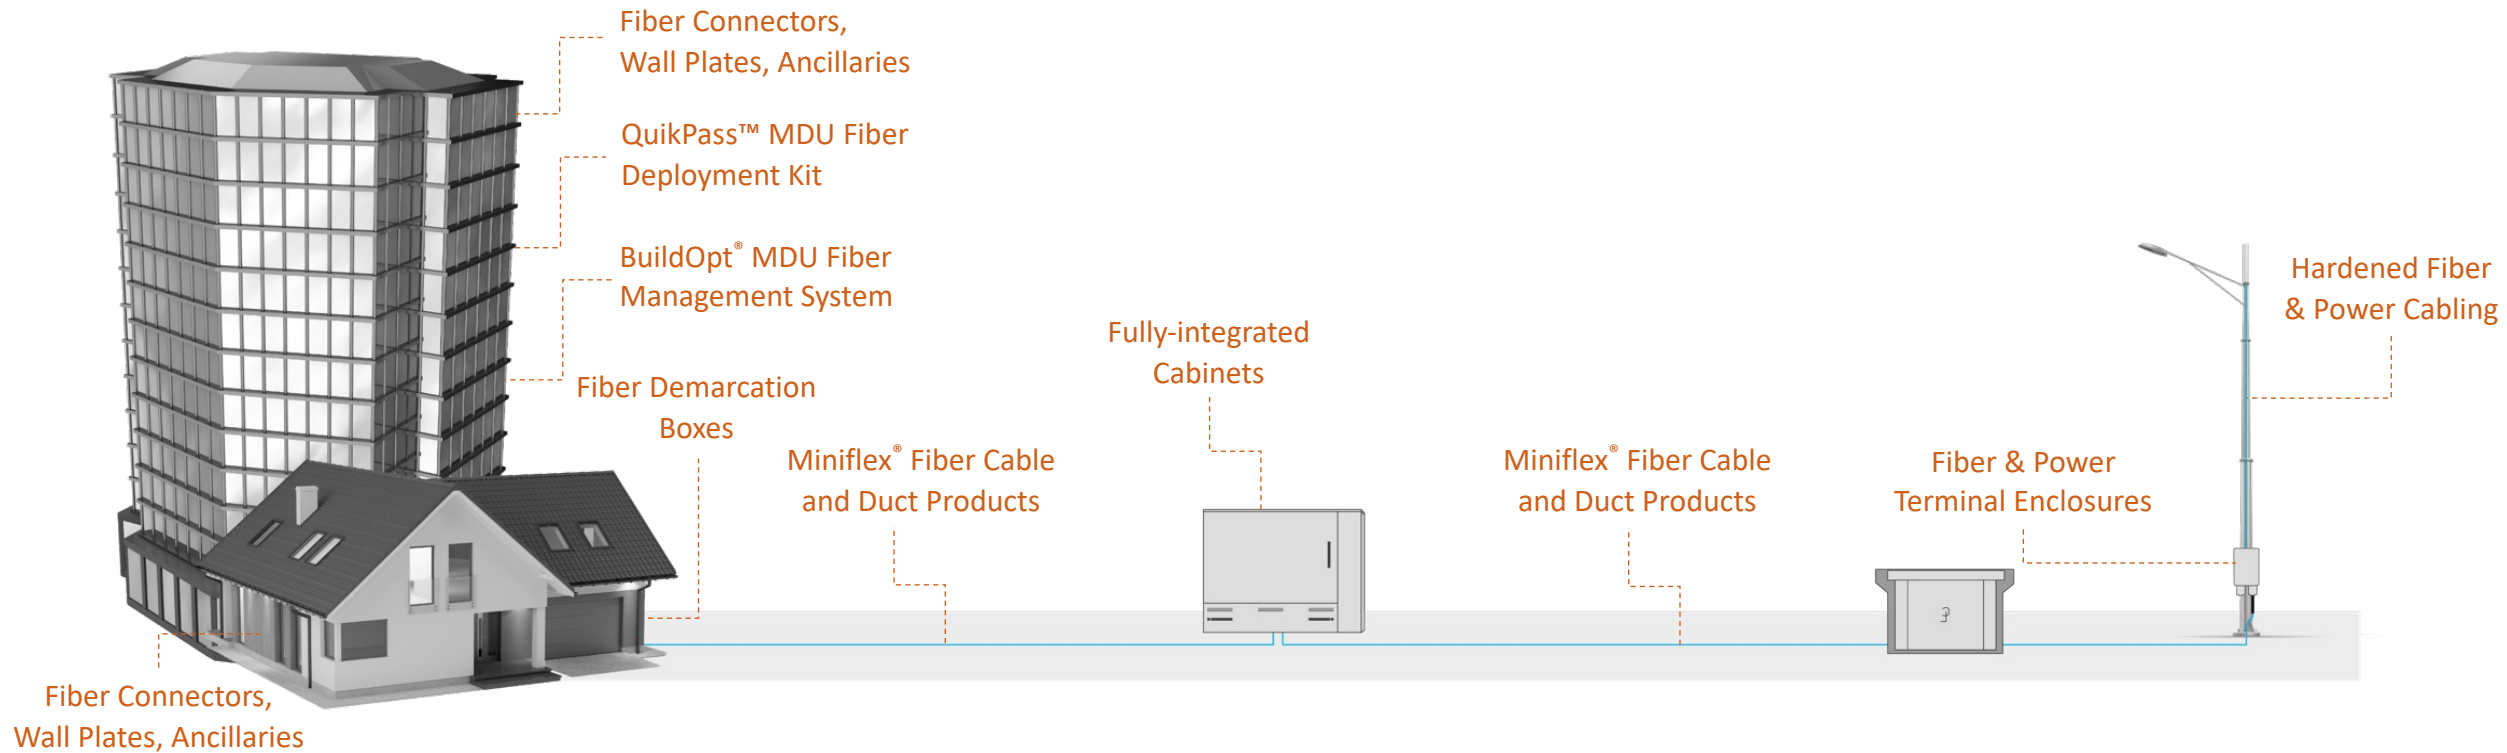 Fiber Connectors,
Wall Plates, Ancillaries
QuikPass™ MDU Fiber
Deployment Kit
BuildOpt® MDU Fiber
Management System
Fiber Demarcation
Boxes
Miniflex® Fiber Cable
and Duct Products
Fully-integrated
Cabinets
Miniflex® Fiber Cable
and Duct Products
Fiber & Power
Terminal Enclosures
Hardened Fiber
& Power Cabling
Fiber Connectors,
Wall Plates, Ancillaries